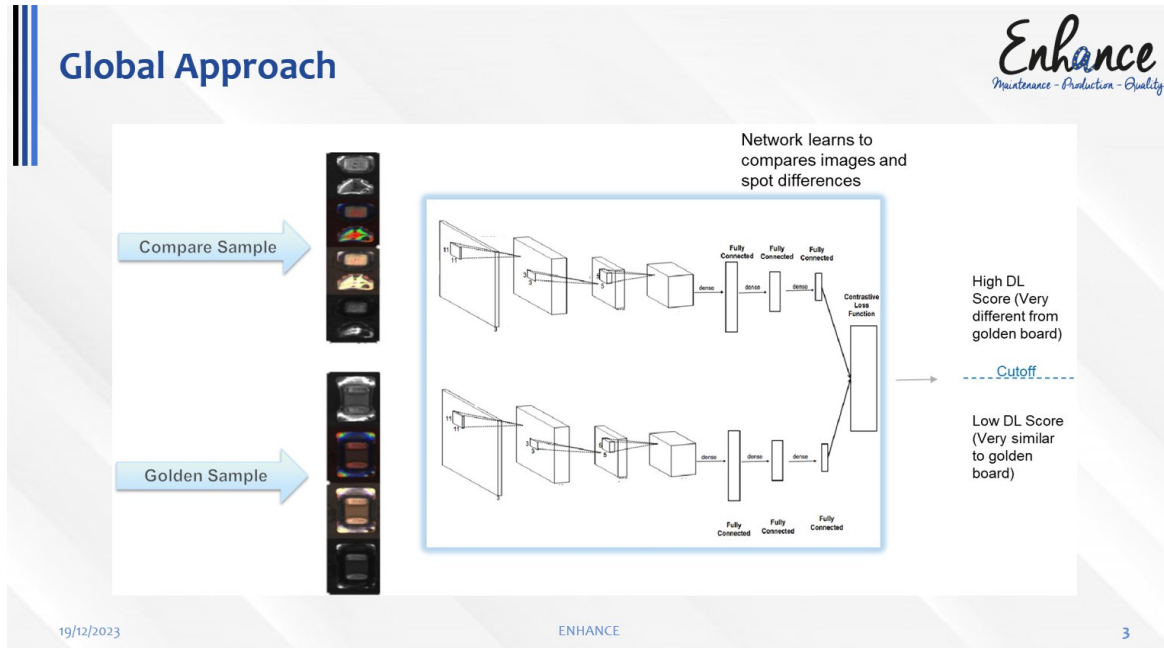 Global Approach
Enhance
Maintenance - Production - Quality
Network learns to
compares images and
spot differences
Compare Sample
Golden Sample
11
11
3
3
3
5
5
Fully
Connected
Fully
Connected
Fully
Connected
dense
dense
dense
Contrastive
Loss
Function
High DL
Score (Very
different from
golden board)
Cutoff
Low DL Score
(Very similar
to golden
board)
11
11
3
3
3
5
5
dense
dense
dense
Fully
Connected
Fully
Connected
Fully
Connected
19/12/2023
ENHANCE
3